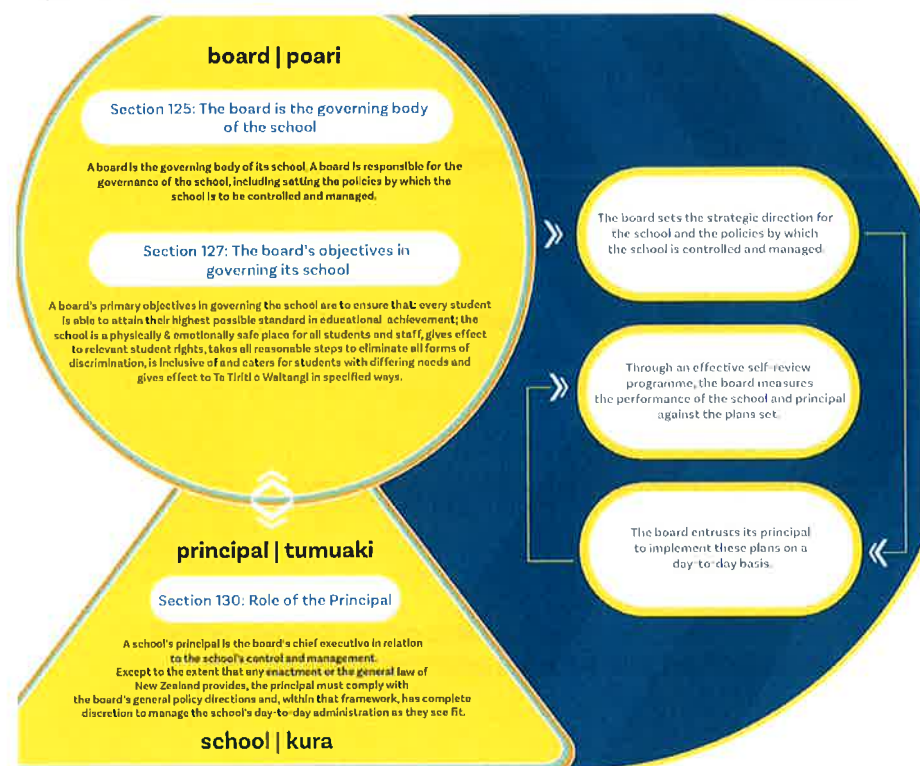 board | poari
Section 125: The board is the governing body
of the school
A board is the governing body of its school. A board is responsible for the
governance of the school, including setting the policies by which the
school is to be controlled and managed.
Section 127: The board's objectives in
governing its school
A board's primary objectives in governing the school are to ensure that: every student
is able to attain their highest possible standard in educational achievement; the
school is a physically & emotionally safe place for all students and staff, gives effect
to relevant student rights, takes all reasonable steps to eliminate all forms of
discrimination, is inclusive of and caters for students with differing needs and
gives effect to Te Tiriti o Waitangi in specified ways.
principal | tumuaki
Section 130: Role of the Principal
A school's principal is the board's chief executive in relation
to the school's control and management.
Except to the extent that any enactment or the general law of
New Zealand provides, the principal must comply with
the board's general policy directions and, within that framework, has complete
discretion to manage the school's day-to-day administration as they see fit.
school | kura
The board sets the strategic direction for
the school and the policies by which
the school is controlled and managed.
Through an effective self-review
programme, the board measures
the performance of the school and principal
against the plans set.
The board entrusts its principal
to implement these plans on a
day-to-day basis.